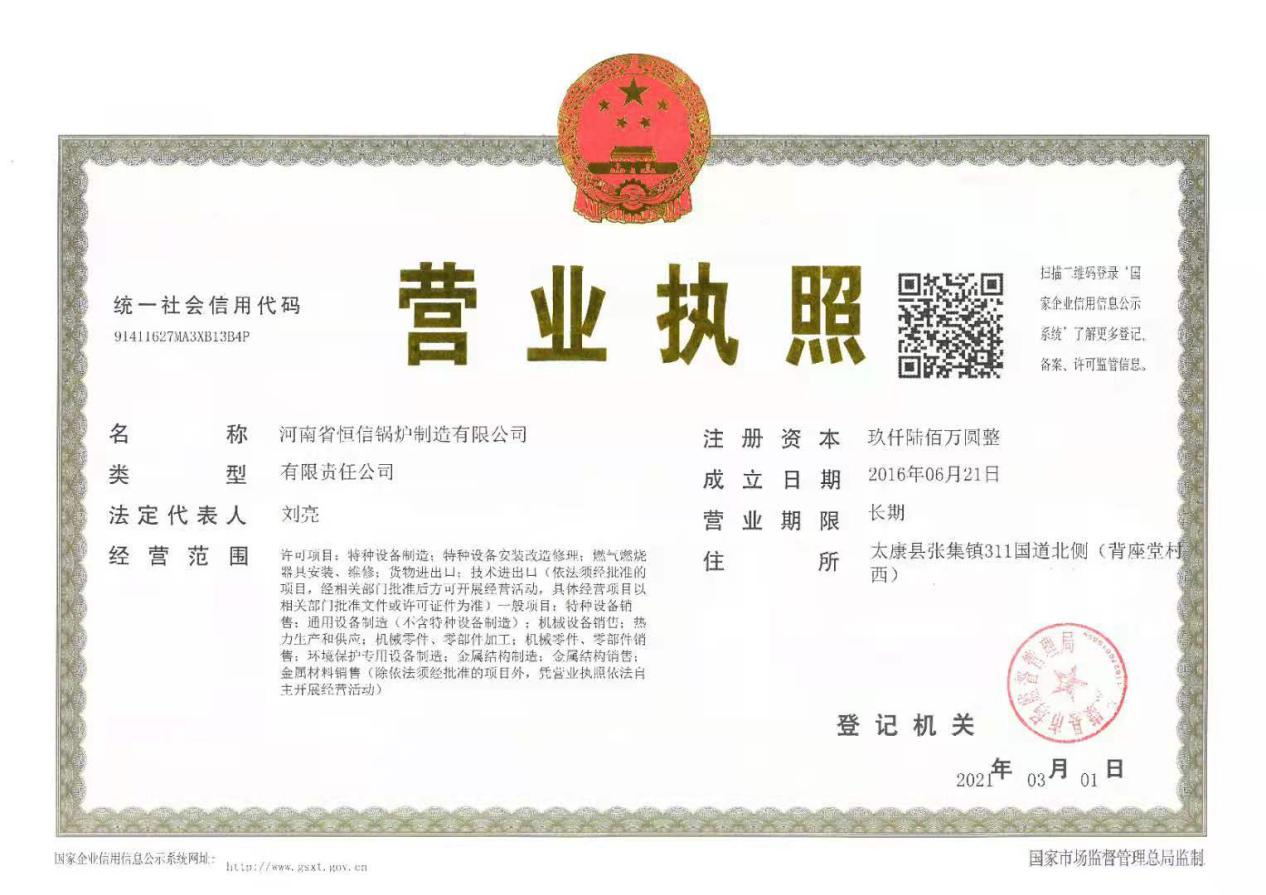 营业执照
统一社会信用代码
91411627MA3XB13B4P
扫描二维码登录‘国
家企业信用信息公示
系统’了解更多登记、
备案、许可监管信息。
名称 河南省恒信锅炉制造有限公司
类型 有限责任公司
法定代表人 刘亮
经营范围 许可项目：特种设备制造；特种设备安装改造修理；燃气燃烧
器具安装、维修；货物进出口；技术进出口（依法须经批准的
项目，经相关部门批准后方可开展经营活动，具体经营项目以
相关部门批准文件或许可证件为准）一般项目：特种设备销
售；通用设备制造（不含特种设备制造）；机械设备销售；热
力生产和供应；机械零件、零部件加工；机械零件、零部件销
售；环境保护专用设备制造；金属结构制造；金属结构销售；
金属材料销售（除依法须经批准的项目外，凭营业执照依法自
主开展经营活动）
注册资本 玖仟陆佰万圆整
成立日期 2016年06月21日
营业期限 长期
住所 太康县张集镇311国道北侧（背座堂村
西）
太康县市场监督管理局
登记机关
2021年03月01日
国家企业信用信息公示系统网址：http://www.gsxt.gov.cn
国家市场监督管理总局监制